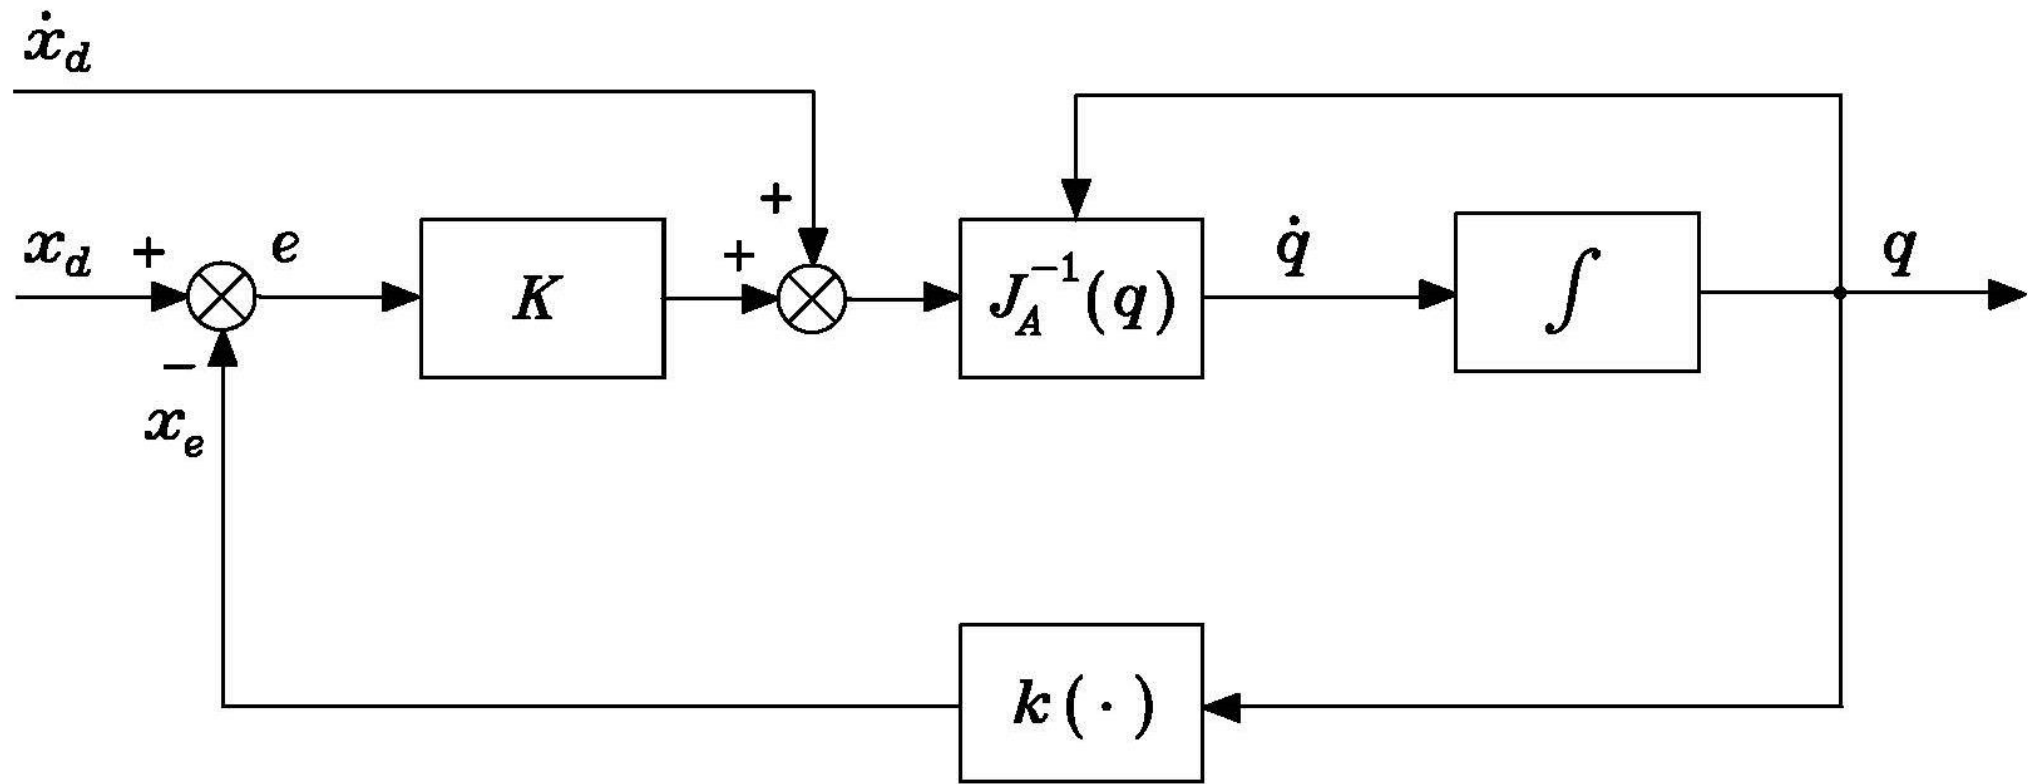 ẋ_d
x_d
+
e
K
+
+
J_A^{-1}(q)
q̇
∫
q
−
x_e
k(·)